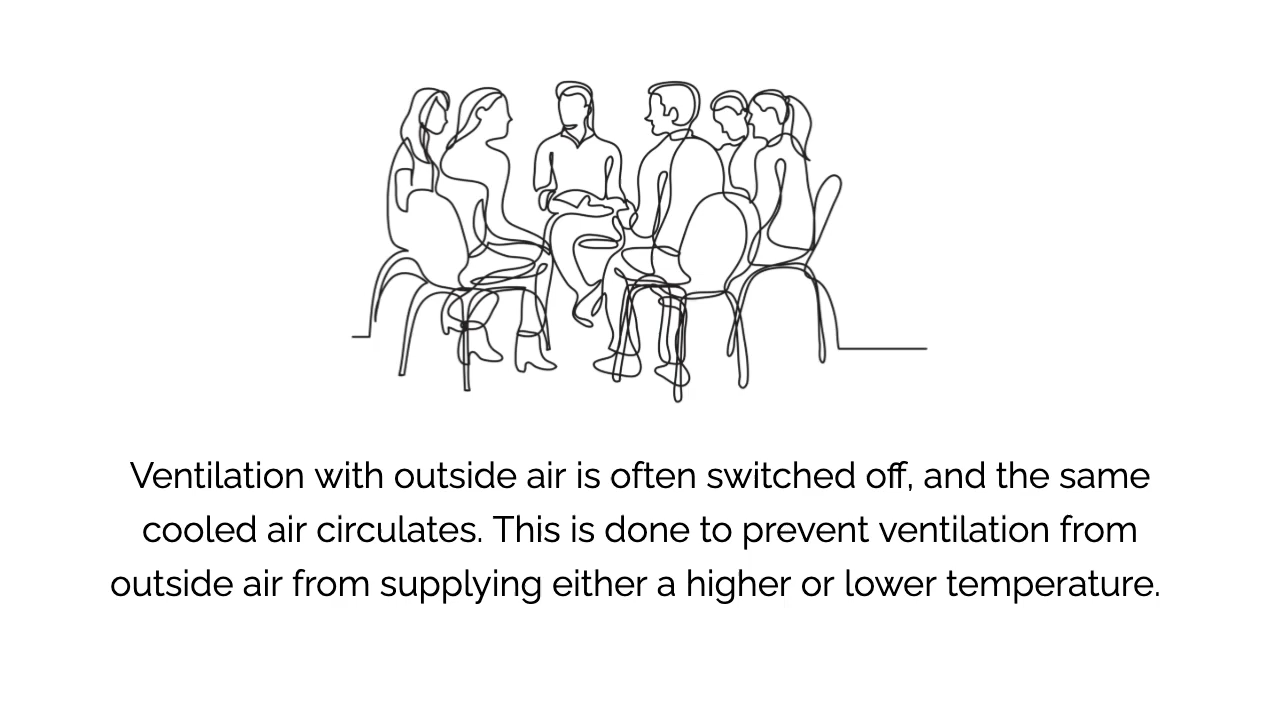 Ventilation with outside air is often switched off, and the same
cooled air circulates. This is done to prevent ventilation from
outside air from supplying either a higher or lower temperature.